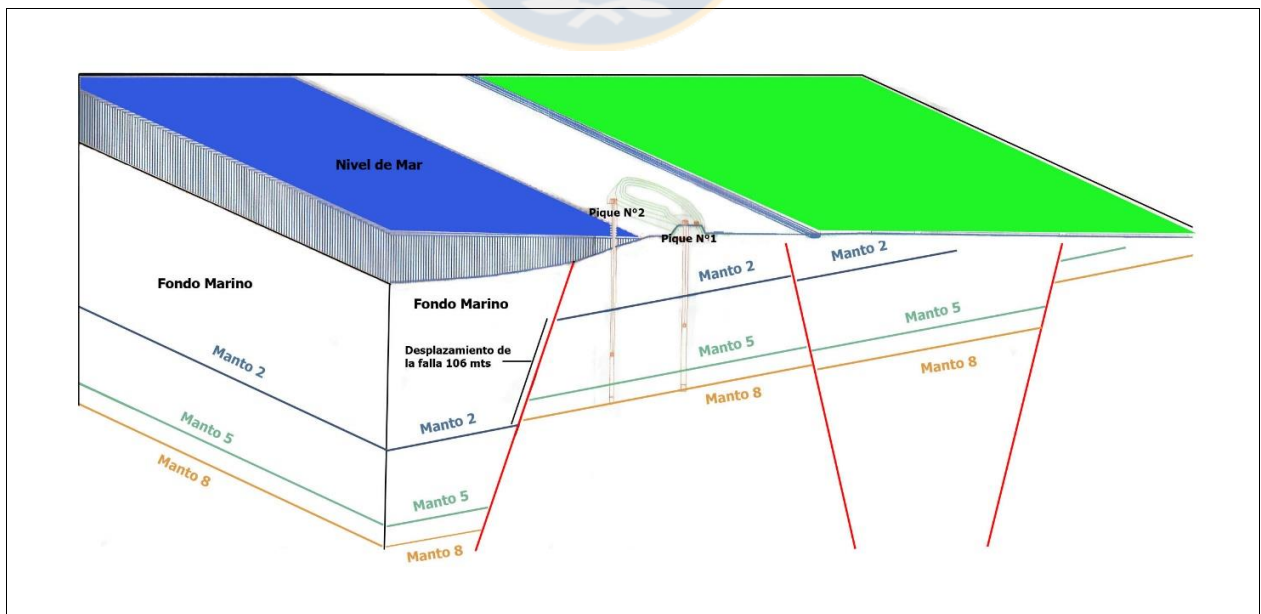 Nivel de Mar
Pique N°2
Pique N°1
Manto 2
Manto 2
Fondo Marino
Fondo Marino
Manto 2
Desplazamiento de
la falla 106 mts
Manto 5
Manto 5
Manto 8
Manto 8
Manto 2
Manto 5
Manto 8
Manto 5
Manto 8